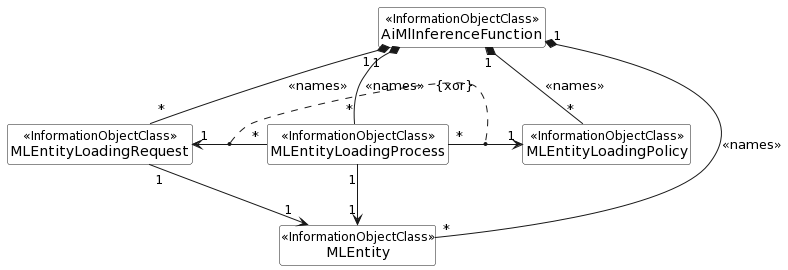 «InformationObjectClass»
AiMlInferenceFunction
1
1
1
1
«names»
«names»
{xor}
«names»
*
*
*
«InformationObjectClass»
MLEntityLoadingRequest
1
*
«InformationObjectClass»
MLEntityLoadingProcess
*
1
«InformationObjectClass»
MLEntityLoadingPolicy
«names»
1
1
1
1
*
«InformationObjectClass»
MLEntity